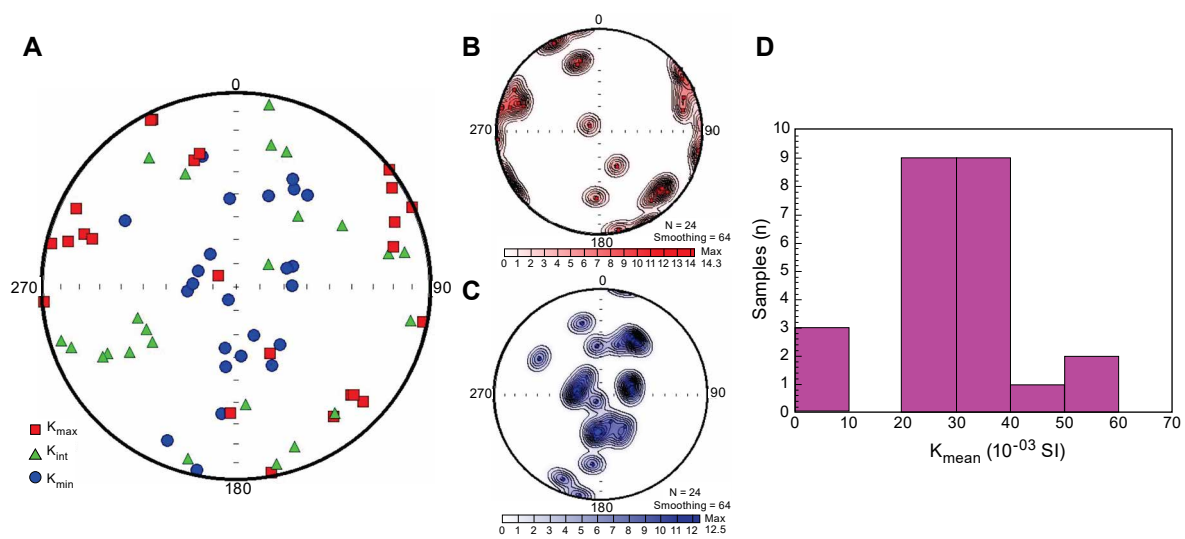 A
0
90
180
270
Kmax
Kint
Kmin
B
0
90
180
270
N = 24
Smoothing = 64
Max
0 1 2 3 4 5 6 7 8 9 10 11 12 13 14 14.3
C
0
90
180
270
N = 24
Smoothing = 64
Max
0 1 2 3 4 5 6 7 8 9 10 11 12 12.5
D
10
9
8
7
6
5
4
3
2
1
0
Samples (n)
0 10 20 30 40 50 60 70
Kmean (10-03 SI)